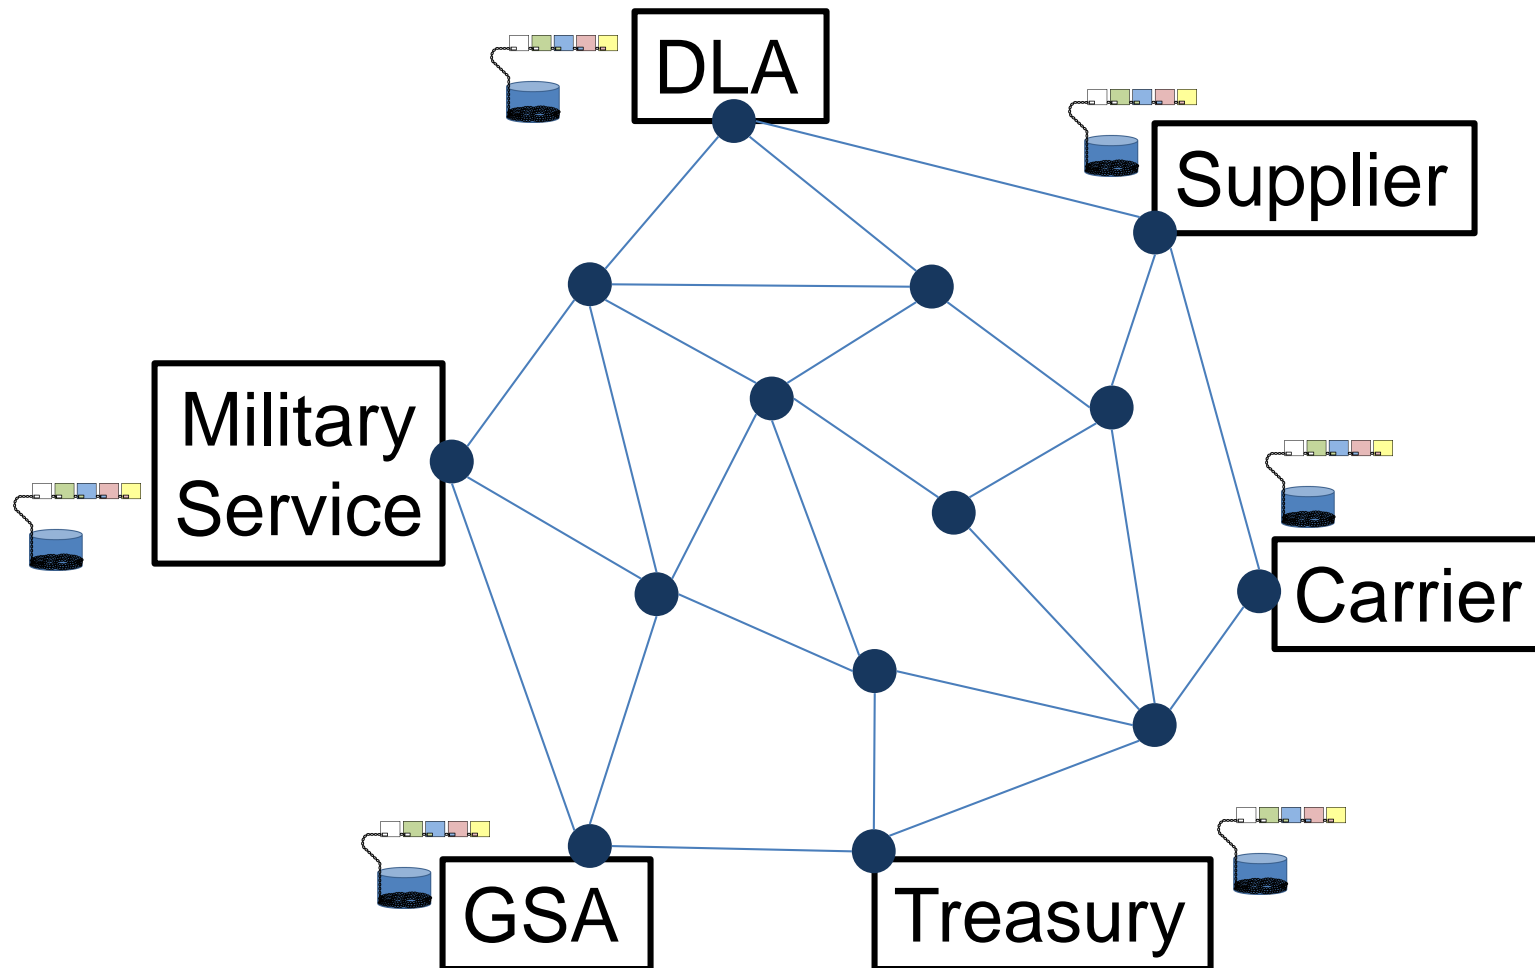 DLA
Supplier
Military
Service
Carrier
GSA
Treasury